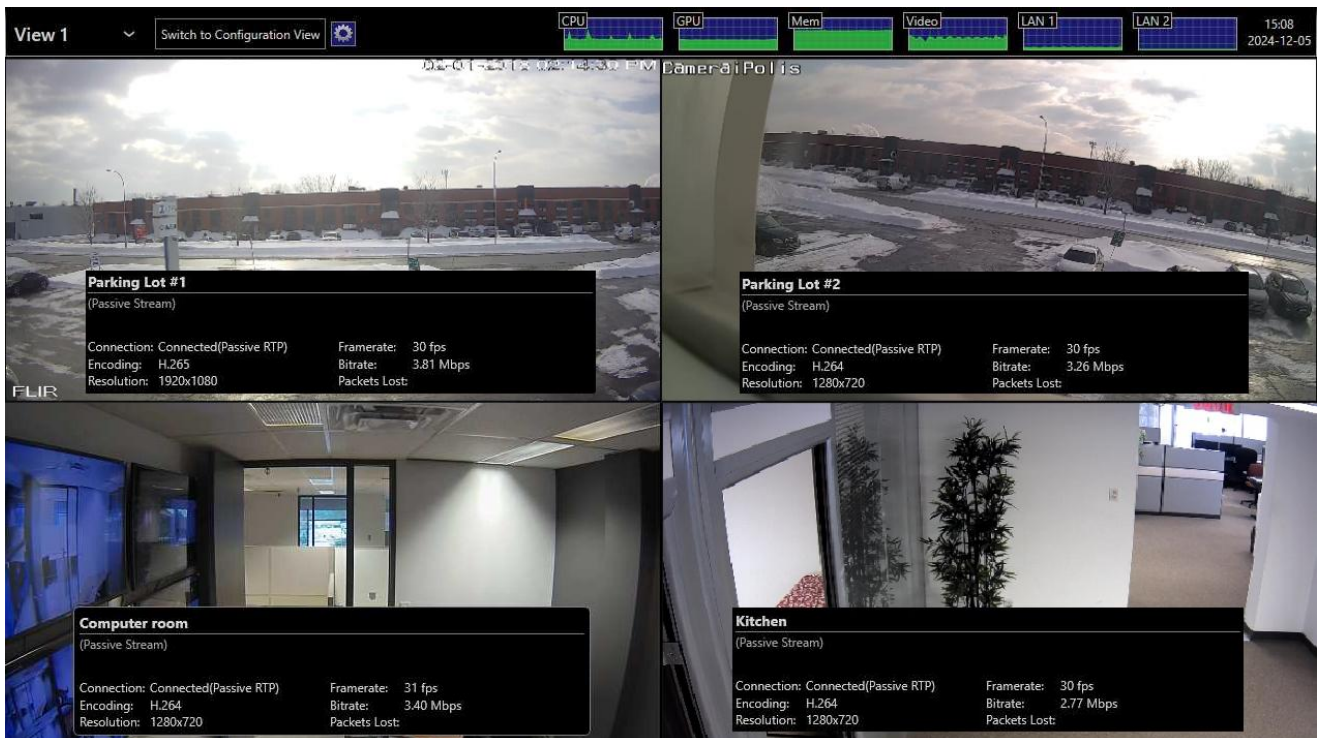 View 1
Switch to Configuration View
CPU
GPU
Mem
Video
LAN 1
LAN 2
15:08
2024-12-05
PM
CameraiPolis
Parking Lot #1
(Passive Stream)
Connection: Connected(Passive RTP) Framerate: 30 fps
Encoding: H.265 Bitrate: 3.81 Mbps
Resolution: 1920x1080 Packets Lost:
FLIR
Parking Lot #2
(Passive Stream)
Connection: Connected(Passive RTP) Framerate: 30 fps
Encoding: H.264 Bitrate: 3.26 Mbps
Resolution: 1280x720 Packets Lost:
Computer room
(Passive Stream)
Connection: Connected(Passive RTP) Framerate: 31 fps
Encoding: H.264 Bitrate: 3.40 Mbps
Resolution: 1280x720 Packets Lost:
Kitchen
(Passive Stream)
Connection: Connected(Passive RTP) Framerate: 30 fps
Encoding: H.264 Bitrate: 2.77 Mbps
Resolution: 1280x720 Packets Lost: